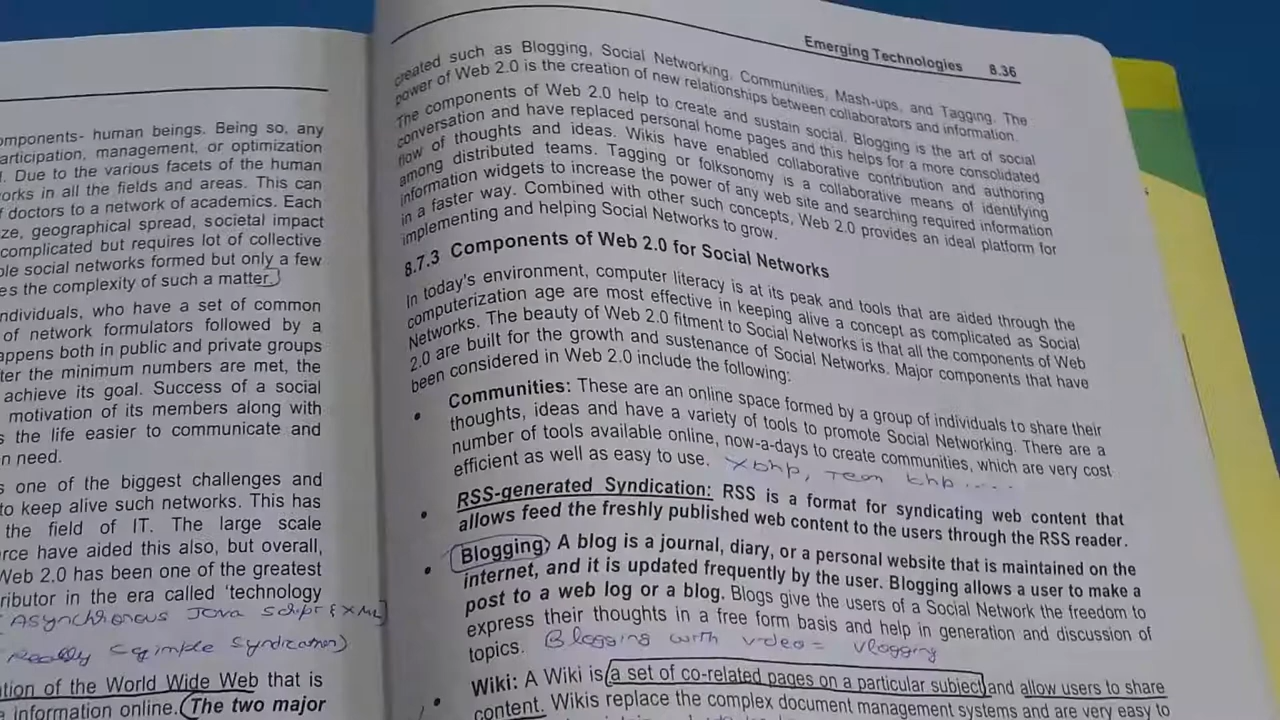 omponents- human beings. Being so, any
articipation, management, or optimization
Due to the various facets of the human
orks in all the fields and areas. This can
f doctors to a network of academics. Each
ze, geographical spread, societal impact
complicated but requires lot of collective
ple social networks formed but only a few
es the complexity of such a matter.
ndividuals, who have a set of common
of network formulators followed by a
appens both in public and private groups
ter the minimum numbers are met, the
achieve its goal. Success of a social
motivation of its members along with
s the life easier to communicate and
n need.
s one of the biggest challenges and
to keep alive such networks. This has
the field of IT. The large scale
rce have aided this also, but overall,
Web 2.0 has been one of the greatest
ributor in the era called 'technology
[Asynchronous Java Script & XML]
Really Simple Syndication)
tion of the World Wide Web that is
information online. (The two major
Emerging Technologies 8.36
created such as Blogging, Social Networking, Communities, Mash-ups, and Tagging. The
power of Web 2.0 is the creation of new relationships between collaborators and information.
The components of Web 2.0 help to create and sustain social. Blogging is the art of social
conversation and have replaced personal home pages and this helps for a more consolidated
flow of thoughts and ideas. Wikis have enabled collaborative contribution and authoring
among distributed teams. Tagging or folksonomy is a collaborative means of identifying
information widgets to increase the power of any web site and searching required information
in a faster way. Combined with other such concepts, Web 2.0 provides an ideal platform for
implementing and helping Social Networks to grow.
8.7.3 Components of Web 2.0 for Social Networks
In today's environment, computer literacy is at its peak and tools that are aided through the
computerization age are most effective in keeping alive a concept as complicated as Social
Networks. The beauty of Web 2.0 fitment to Social Networks is that all the components of Web
2.0 are built for the growth and sustenance of Social Networks. Major components that have
been considered in Web 2.0 include the following:
• Communities: These are an online space formed by a group of individuals to share their
thoughts, ideas and have a variety of tools to promote Social Networking. There are a
number of tools available online, now-a-days to create communities, which are very cost
efficient as well as easy to use. Xbhp, Team bhp....
• RSS-generated Syndication: RSS is a format for syndicating web content that
allows feed the freshly published web content to the users through the RSS reader.
• Blogging: A blog is a journal, diary, or a personal website that is maintained on the
internet, and it is updated frequently by the user. Blogging allows a user to make a
post to a web log or a blog. Blogs give the users of a Social Network the freedom to
express their thoughts in a free form basis and help in generation and discussion of
topics. Blogging with video = vlogging
• Wiki: A Wiki is a set of co-related pages on a particular subject and allow users to share
content. Wikis replace the complex document management systems and are very easy to